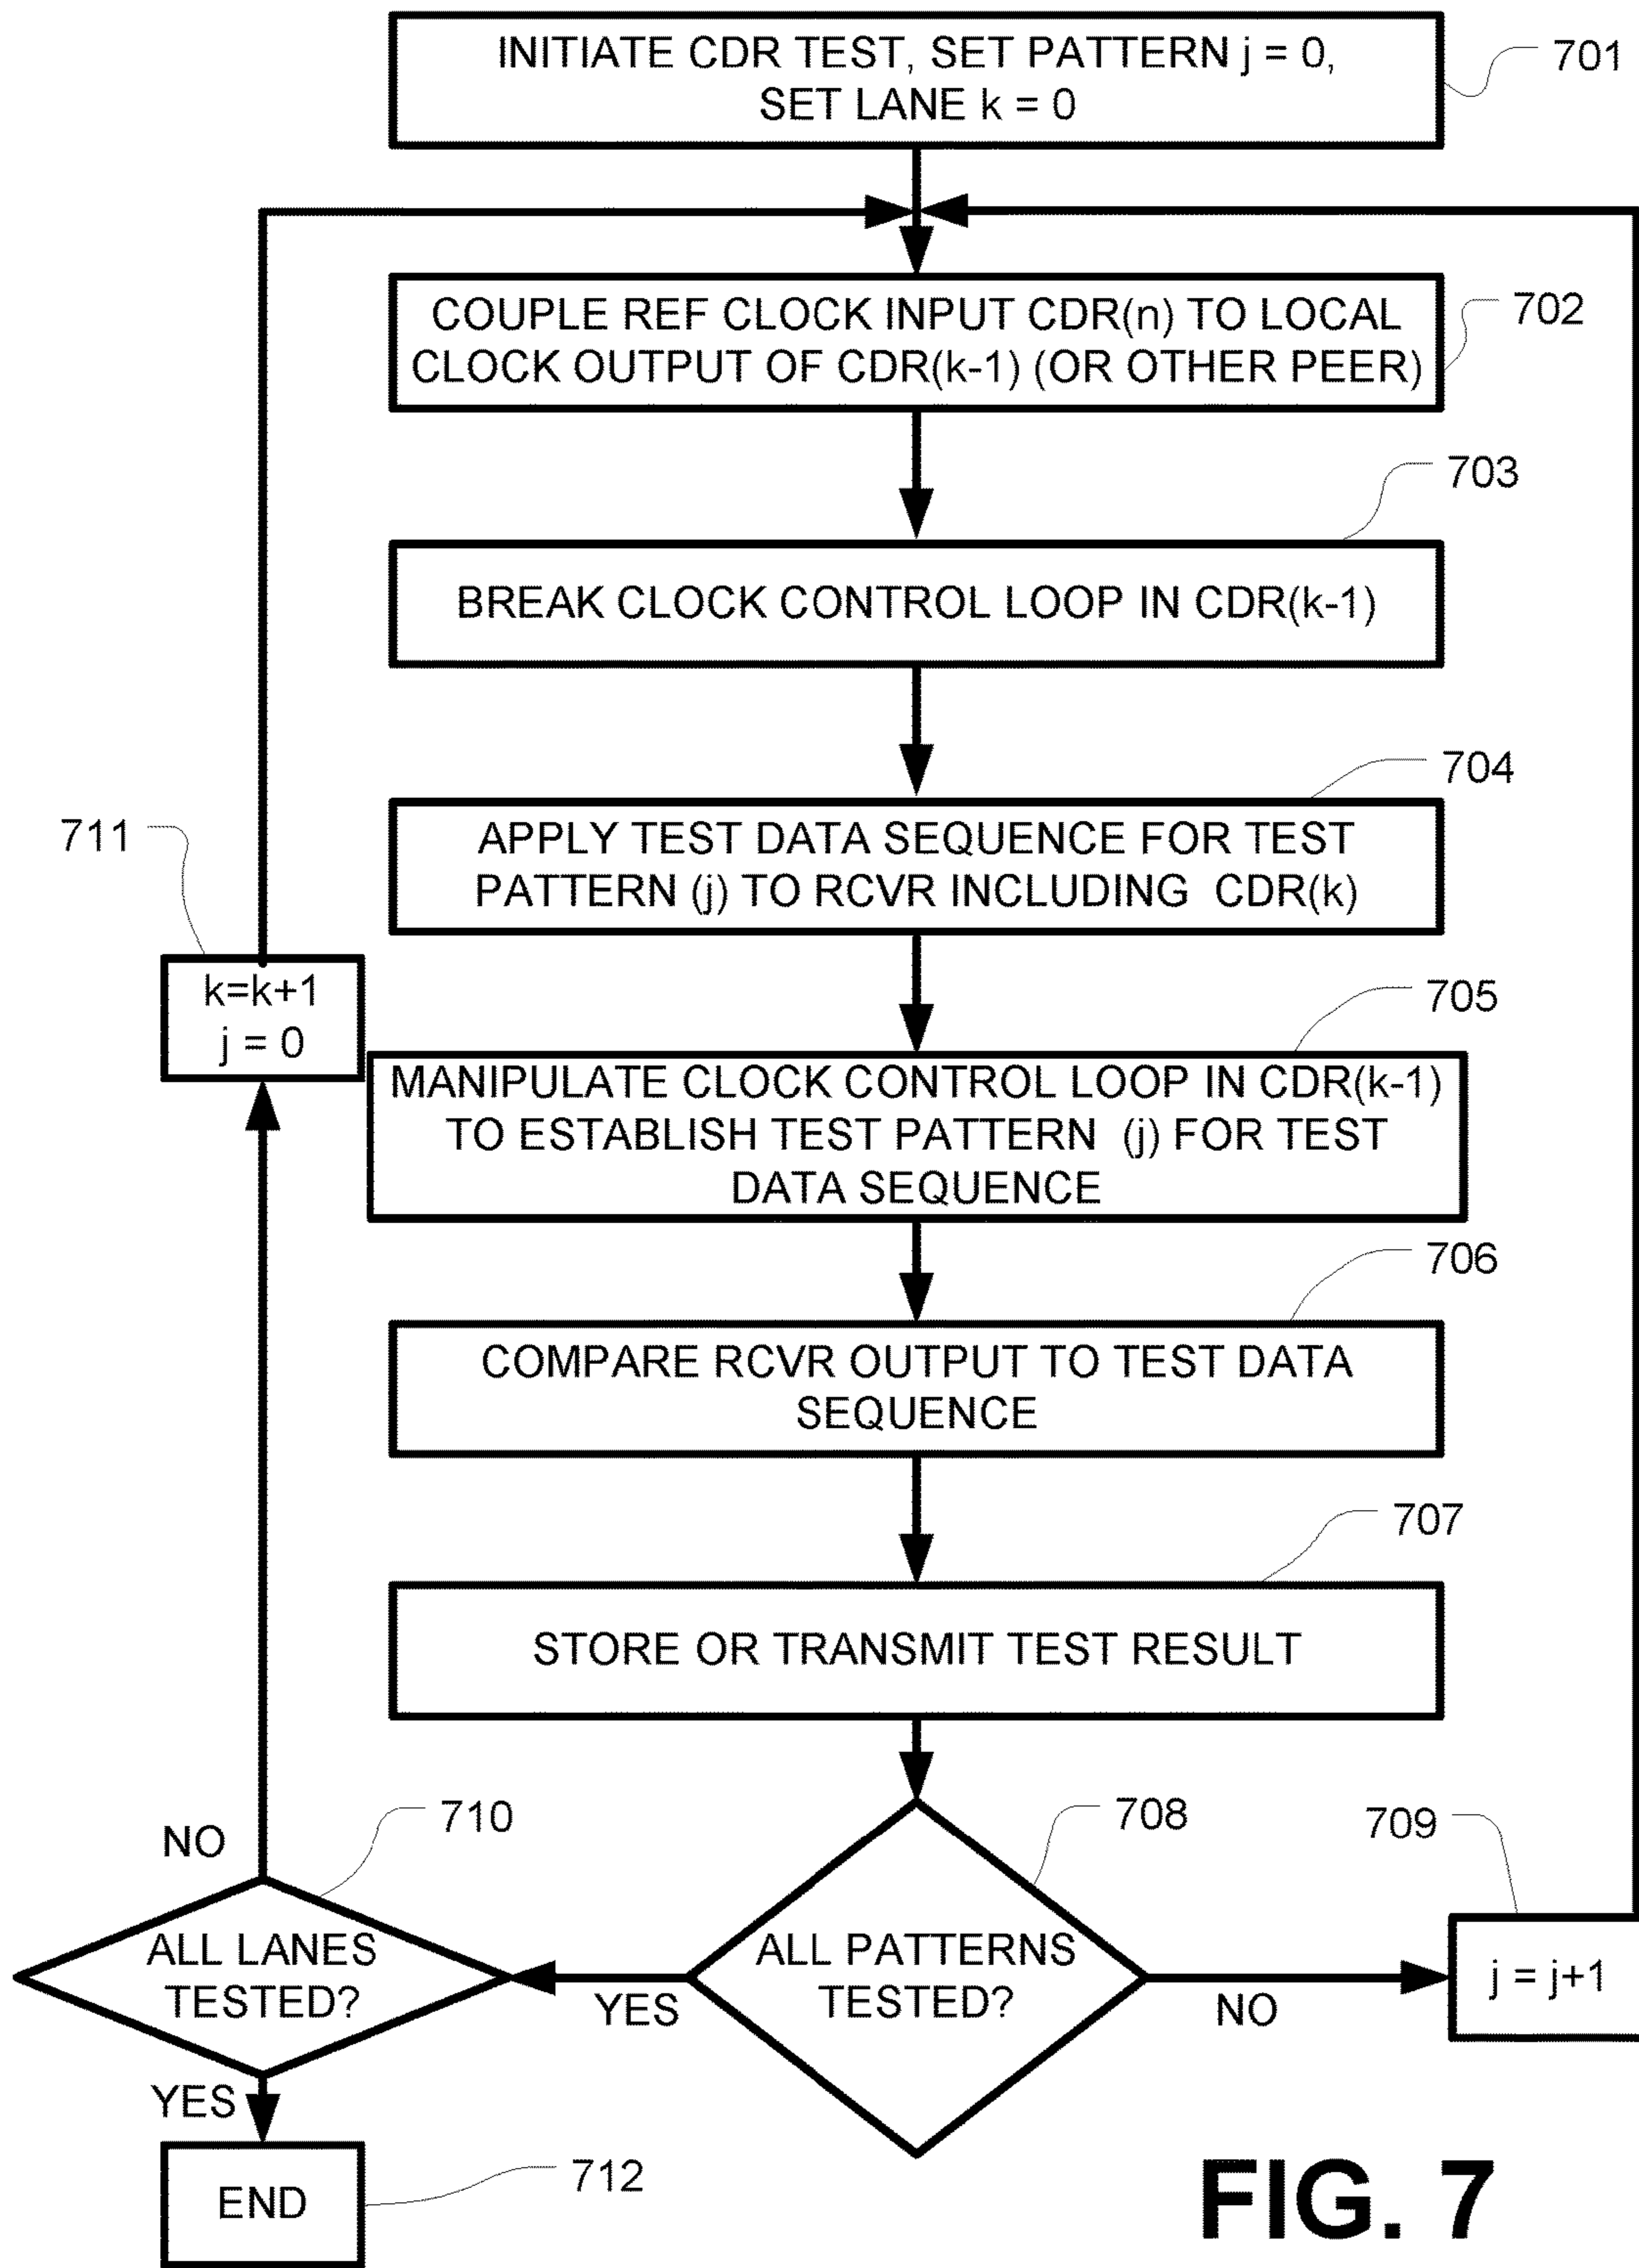 INITIATE CDR TEST, SET PATTERN j = 0,
SET LANE k = 0
701
COUPLE REF CLOCK INPUT CDR(n) TO LOCAL
CLOCK OUTPUT OF CDR(k-1) (OR OTHER PEER)
702
703
BREAK CLOCK CONTROL LOOP IN CDR(k-1)
704
APPLY TEST DATA SEQUENCE FOR TEST
PATTERN (j) TO RCVR INCLUDING CDR(k)
711
k=k+1
j = 0
705
MANIPULATE CLOCK CONTROL LOOP IN CDR(k-1)
TO ESTABLISH TEST PATTERN (j) FOR TEST
DATA SEQUENCE
706
COMPARE RCVR OUTPUT TO TEST DATA
SEQUENCE
707
STORE OR TRANSMIT TEST RESULT
708
ALL PATTERNS
TESTED?
NO
709
j = j+1
YES
710
ALL LANES
TESTED?
NO
YES
END
712
FIG. 7